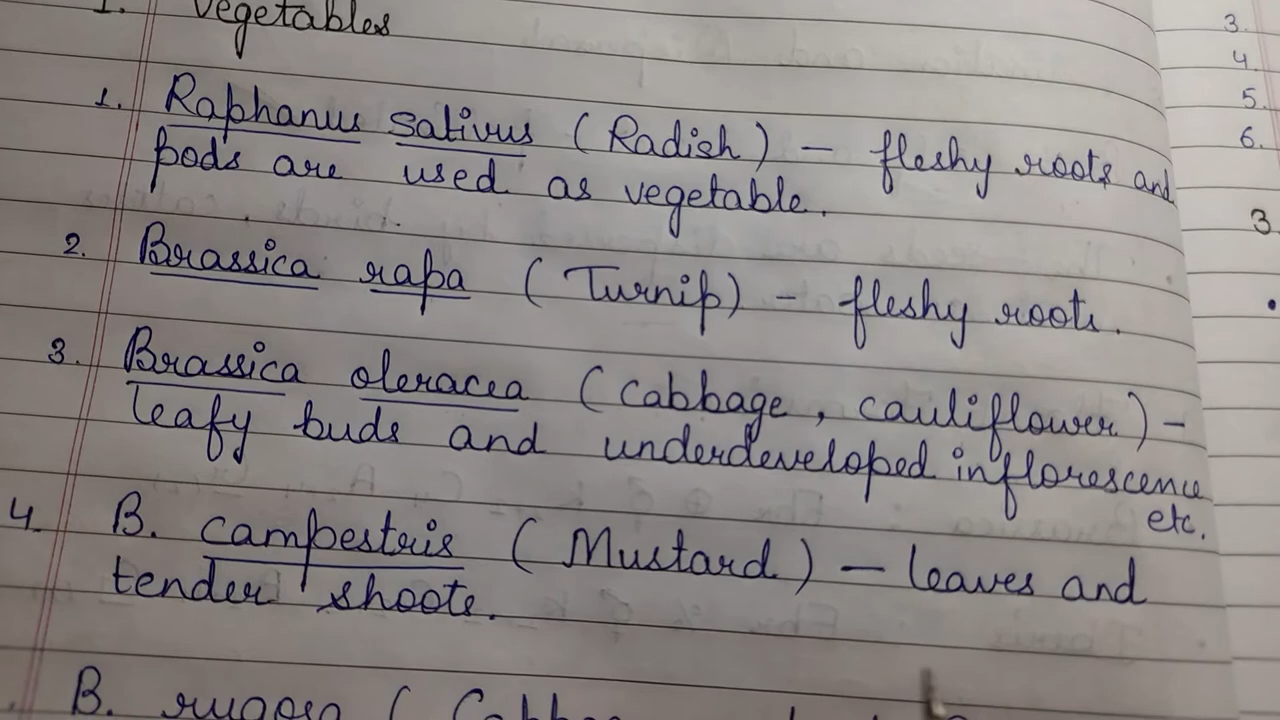 1. Vegetables
1. Raphanus sativus (Radish) – fleshy roots and
pods are used as vegetable.
2. Brassica rapa (Turnip) – fleshy roots.
3. Brassica oleracea (cabbage, cauliflower) –
leafy buds and underdeveloped inflorescence
etc.
4. B. campestris (Mustard) – leaves and
tender shoots.
B. rugosa (
3.
4.
5.
6.
3.